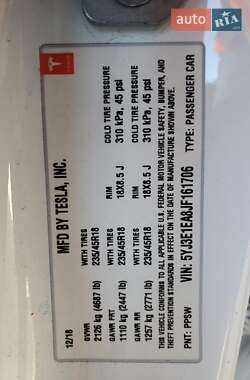 auto
RIA
.com
MFD BY TESLA, INC.
12/18
GVWR
2126 kg (4687 lb)
WITH TIRES
235/45R18
RIM
18X8.5 J
COLD TIRE PRESSURE
310 kPa, 45 psi
GAWR FRT
1110 kg (2447 lb)
WITH TIRES
235/45R18
RIM
18X8.5 J
COLD TIRE PRESSURE
310 kPa, 45 psi
GAWR RR
1257 kg (2771 lb)
THIS VEHICLE CONFORMS TO ALL APPLICABLE U.S. FEDERAL MOTOR VEHICLE SAFETY, BUMPER, AND
THEFT PREVENTION STANDARDS IN EFFECT ON THE DATE OF MANUFACTURE SHOWN ABOVE.
VIN: 5YJ3E1EA8JF161706
PNT: PPSW
TYPE: PASSENGER CAR